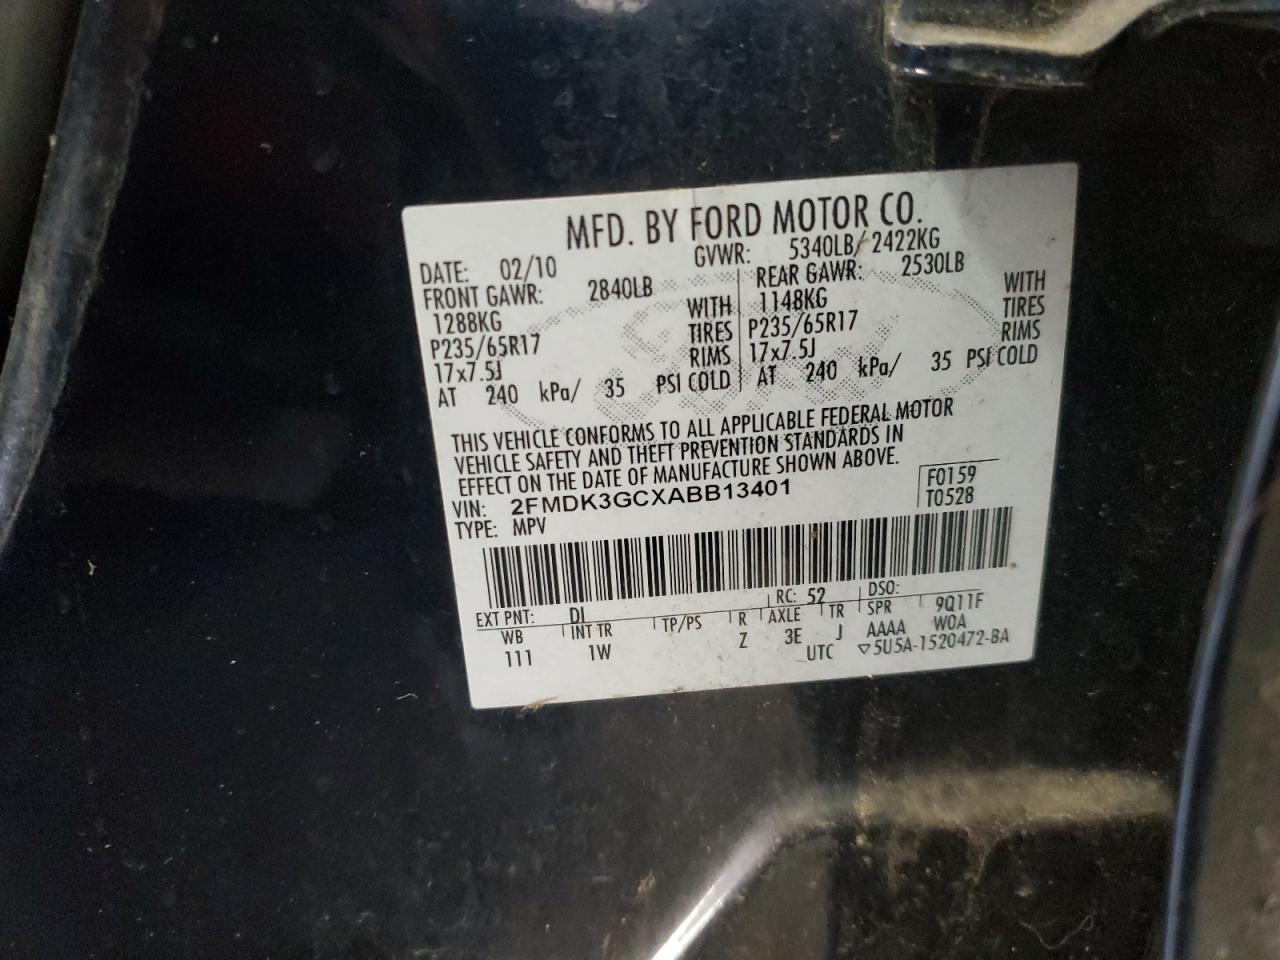 MFD. BY FORD MOTOR CO.
DATE: 02/10 GVWR: 5340LB/ 2422KG
FRONT GAWR: 2840LB REAR GAWR: 2530LB
1288KG WITH 1148KG WITH
P235/65R17 TIRES P235/65R17 TIRES
17x7.5J RIMS 17x7.5J RIMS
AT 240 kPa/ 35 PSI COLD AT 240 kPa/ 35 PSI COLD
THIS VEHICLE CONFORMS TO ALL APPLICABLE FEDERAL MOTOR
VEHICLE SAFETY AND THEFT PREVENTION STANDARDS IN
EFFECT ON THE DATE OF MANUFACTURE SHOWN ABOVE.
VIN: 2FMDK3GCXABB13401 F0159
TYPE: MPV T0528
EXT PNT: DI RC: 52 DSO:
WB INT TR TP/PS R AXLE TR SPR 9Q11F
111 1W Z 3E J AAAA W0A
UTC ▽5U5A-1520472-BA